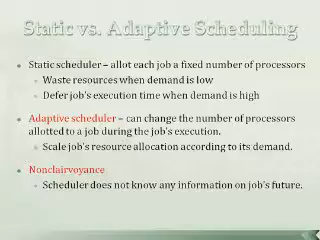 Static vs. Adaptive Scheduling
Static scheduler – allot each job a fixed number of processors
Waste resources when demand is low
Defer job's execution time when demand is high
Adaptive scheduler – can change the number of processors
allotted to a job during the job's execution.
Scale job's resource allocation according to its demand.
Nonclairvoyance
Scheduler does not know any information on job's future.